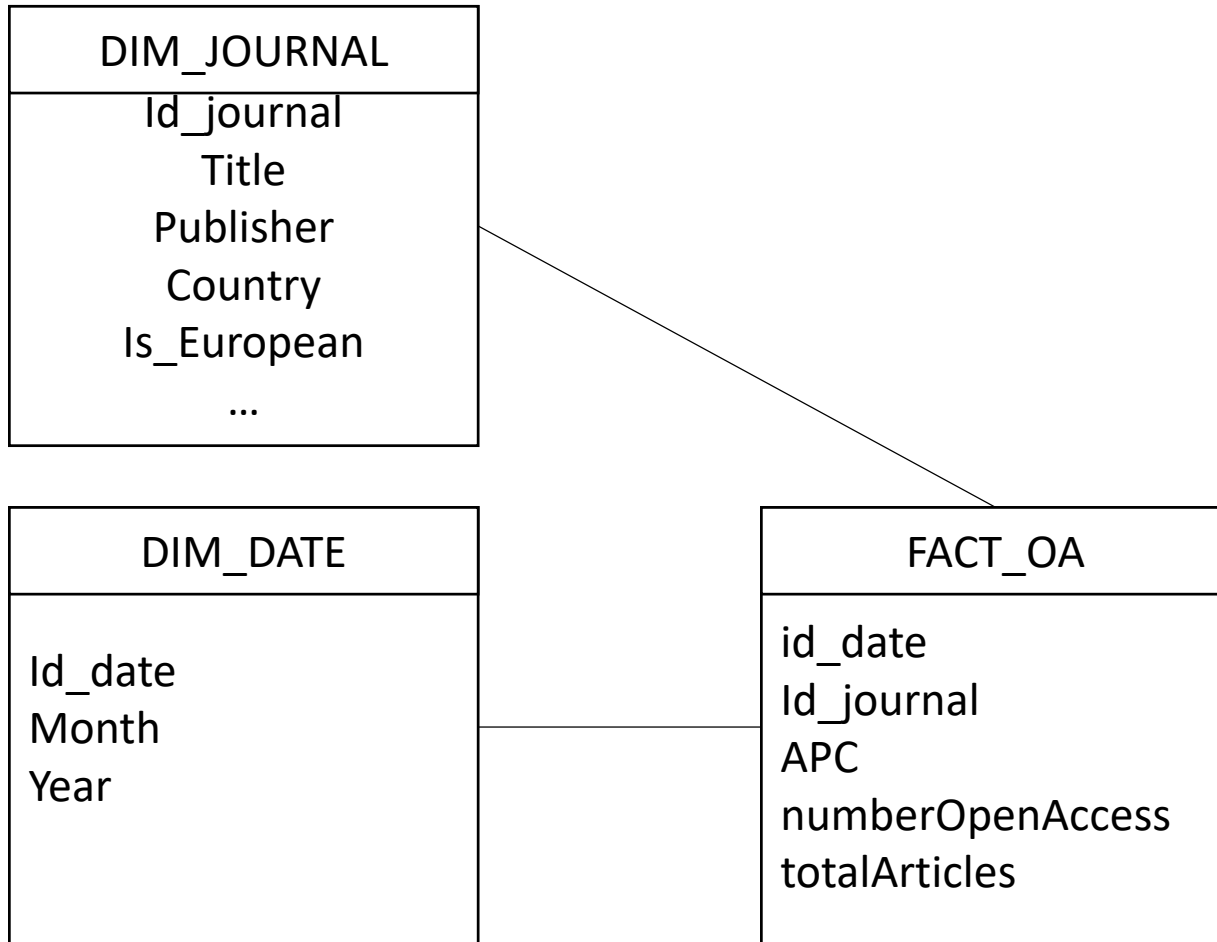 DIM_JOURNAL
Id_journal
Title
Publisher
Country
Is_European
...
DIM_DATE
Id_date
Month
Year
FACT_OA
id_date
Id_journal
APC
numberOpenAccess
totalArticles